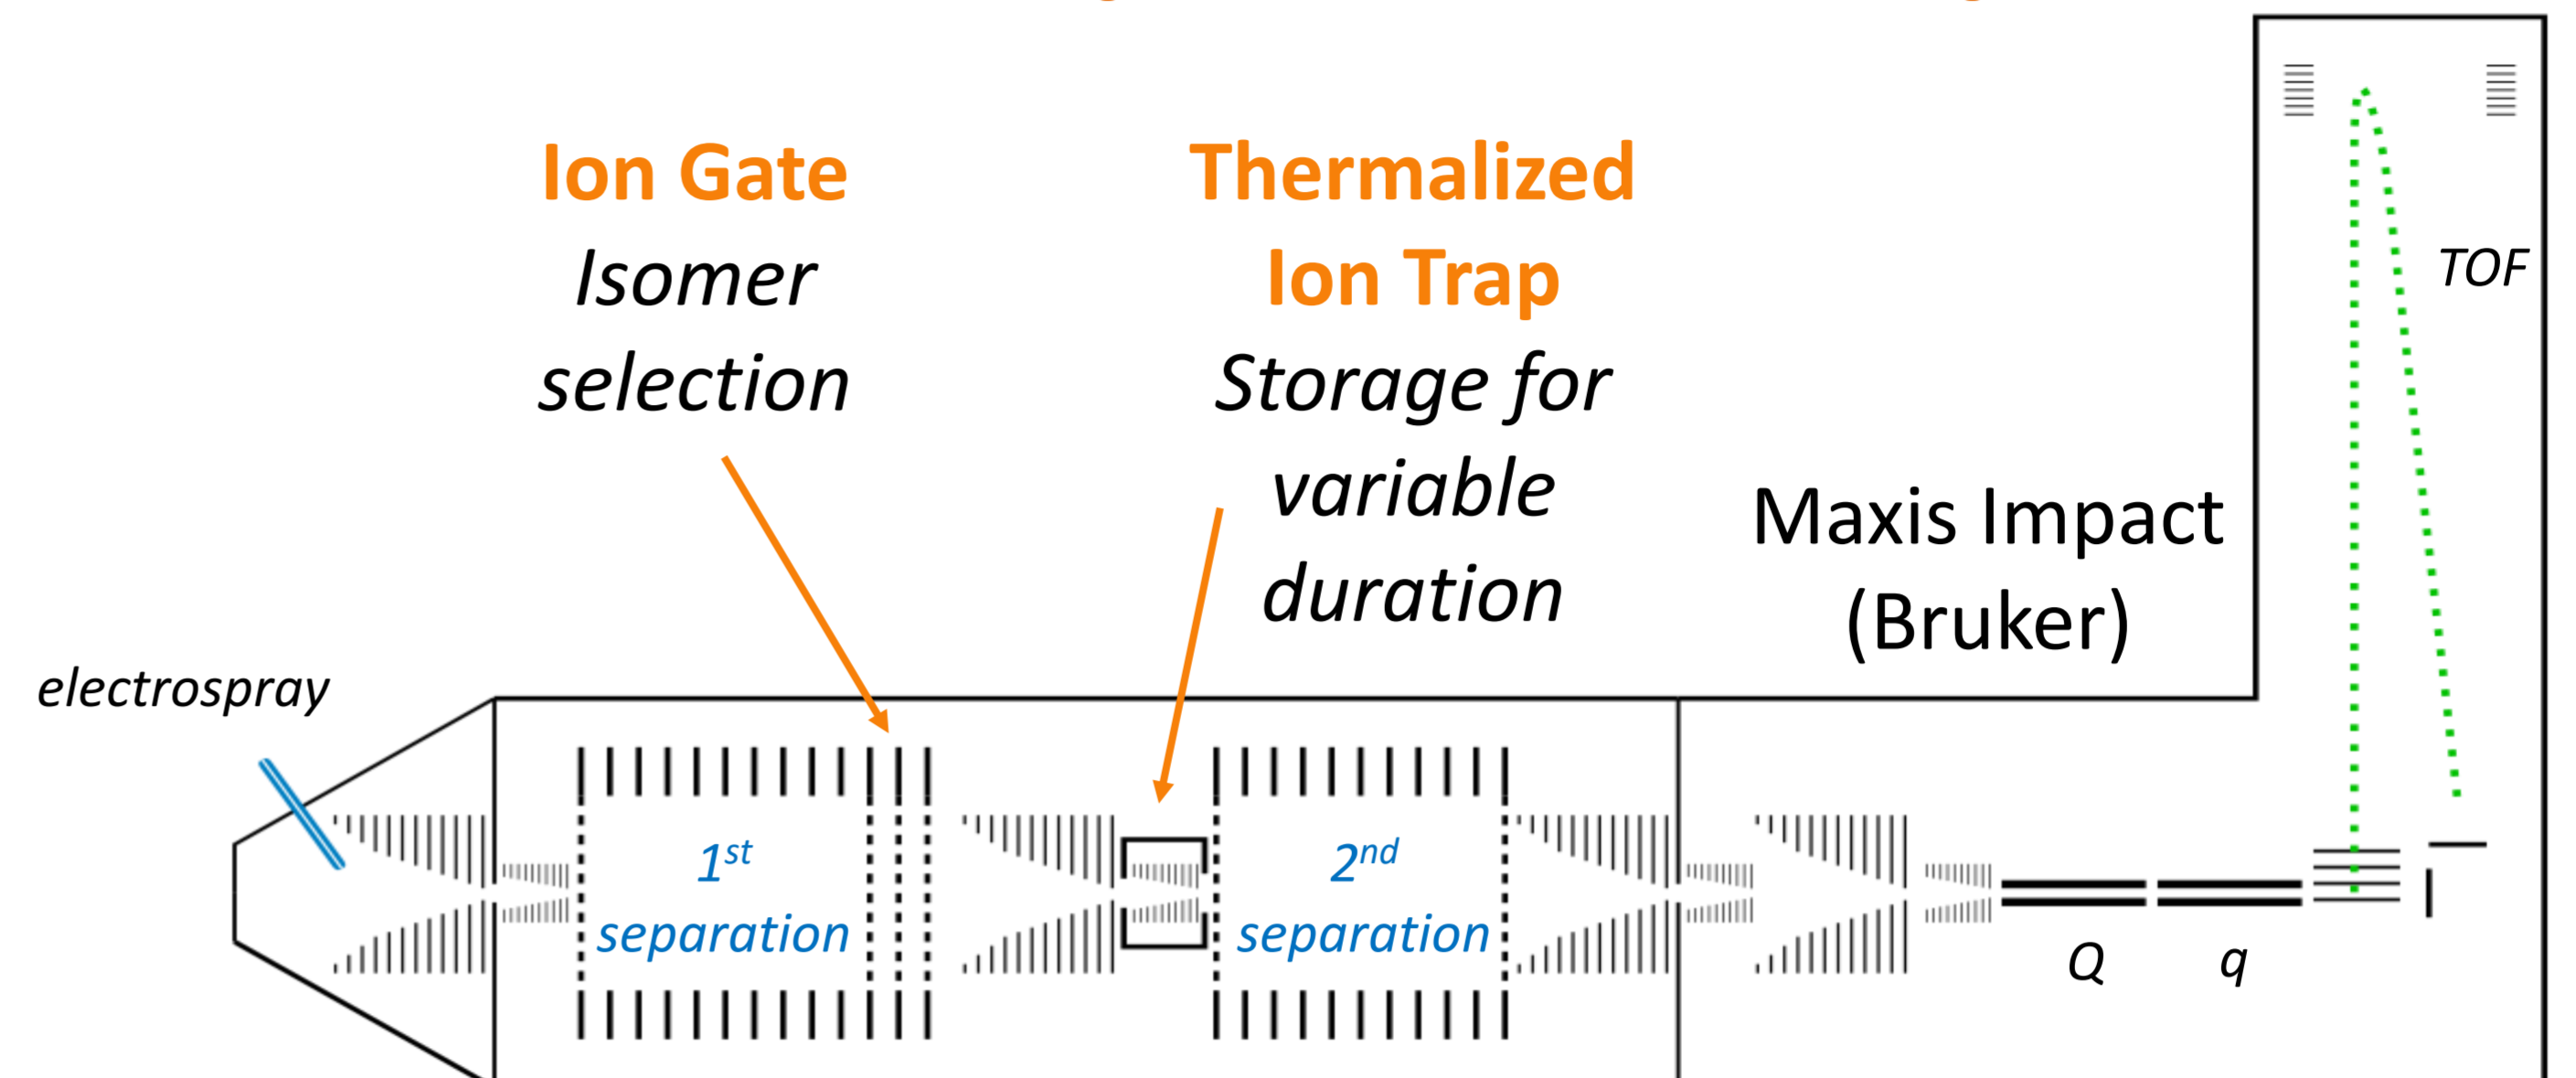 Ion Gate
Isomer
selection
Thermalized
Ion Trap
Storage for
variable
duration
TOF
Maxis Impact
(Bruker)
electrospray
1st
separation
2nd
separation
Q
q